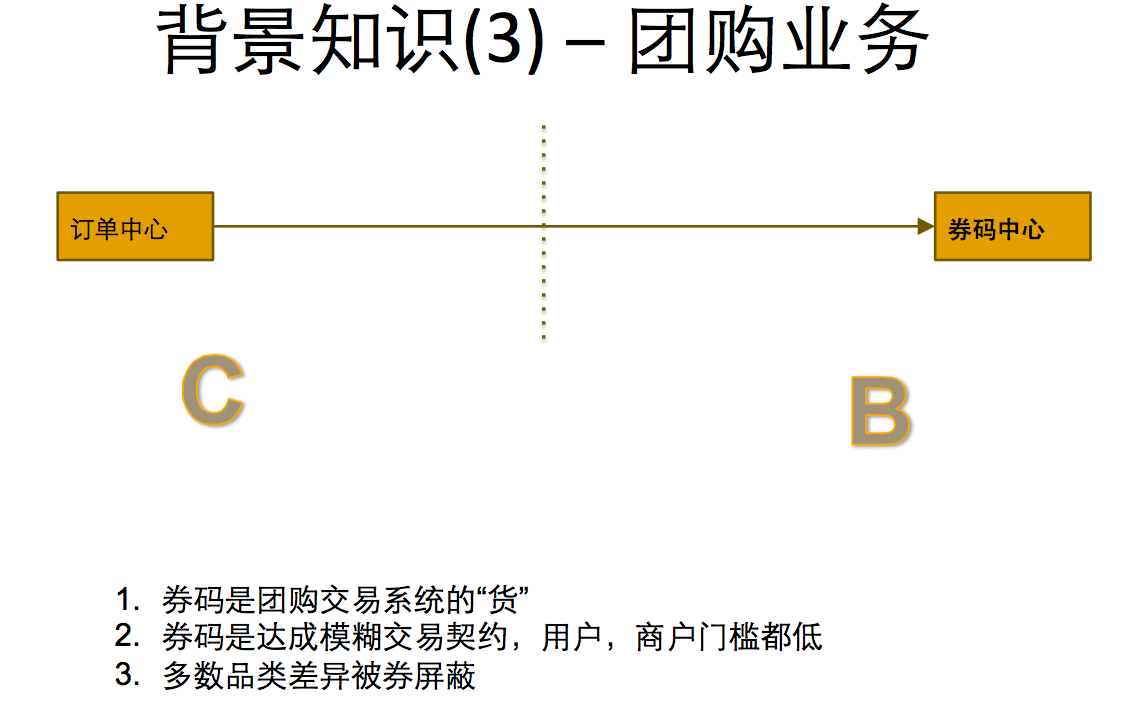 背景知识(3) – 团购业务
订单中心
券码中心
C
B
1. 券码是团购交易系统的“货”
2. 券码是达成模糊交易契约，用户，商户门槛都低
3. 多数品类差异被券屏蔽